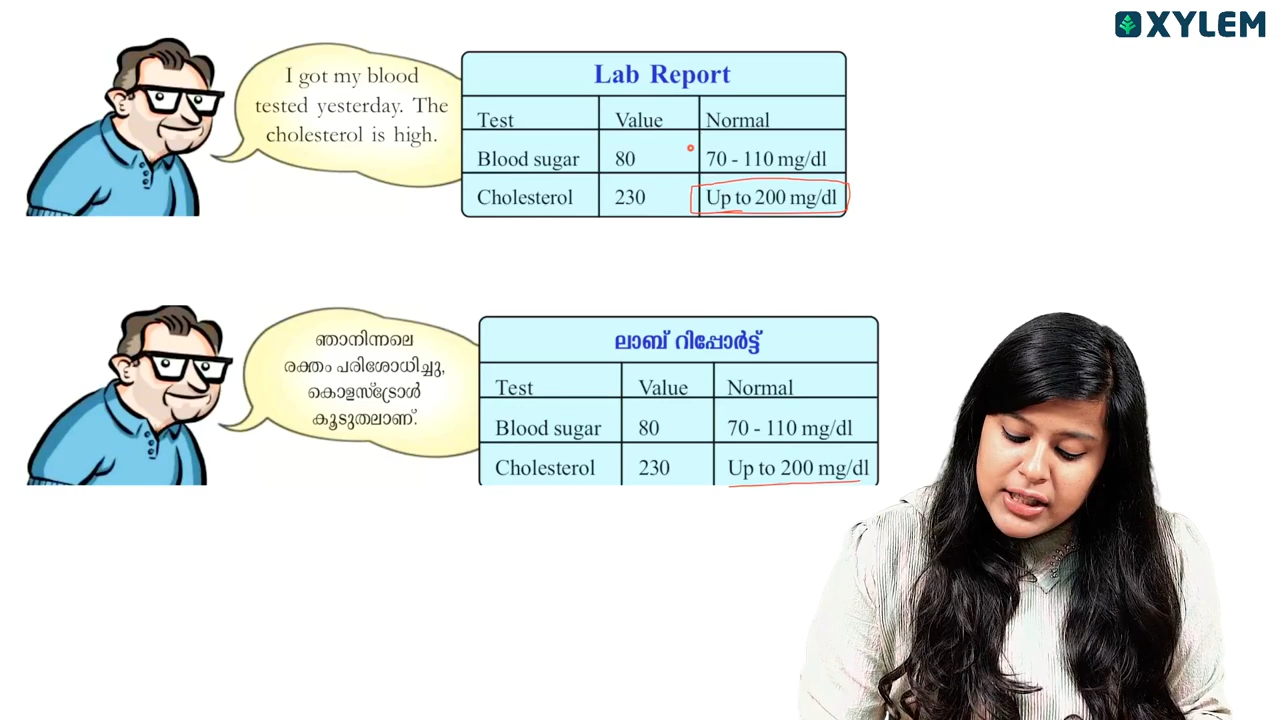 XYLEM
I got my blood
tested yesterday. The
cholesterol is high.
Lab Report
Test Value Normal
Blood sugar 80 70 - 110 mg/dl
Cholesterol 230 Up to 200 mg/dl
ഞാനിന്നലെ
രക്തം പരിശോധിച്ചു,
കൊളസ്ട്രോൾ
കൂടുതലാണ്.
ലാബ് റിപ്പോർട്ട്
Test Value Normal
Blood sugar 80 70 - 110 mg/dl
Cholesterol 230 Up to 200 mg/dl